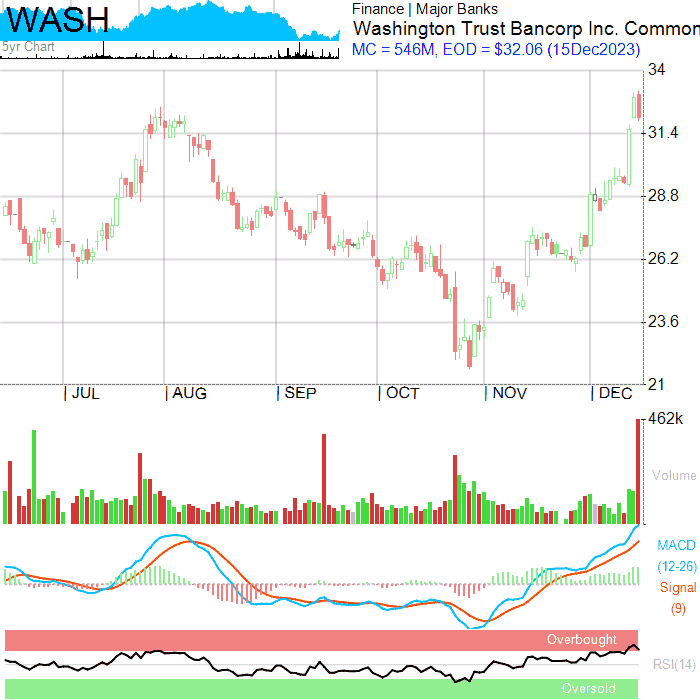 WASH
5yr Chart
Finance | Major Banks
Washington Trust Bancorp Inc. Common
MC = 546M, EOD = $32.06 (15Dec2023)
34
31.4
28.8
26.2
23.6
21
| JUL | AUG | SEP | OCT | NOV | DEC
462k
Volume
MACD
(12-26)
Signal
(9)
Overbought
RSI(14)
Oversold